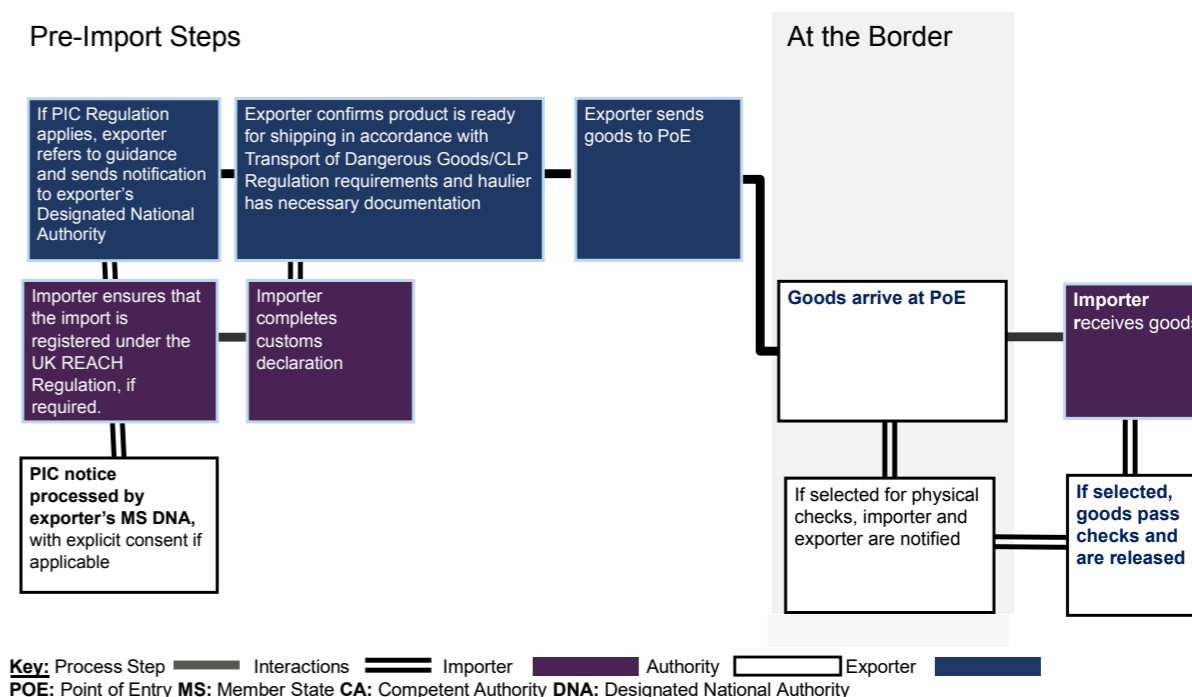 Pre-Import Steps
At the Border
If PIC Regulation
applies, exporter
refers to guidance
and sends notification
to exporter’s
Designated National
Authority
Exporter confirms product is ready
for shipping in accordance with
Transport of Dangerous Goods/CLP
Regulation requirements and haulier
has necessary documentation
Exporter sends
goods to PoE
Importer ensures that
the import is
registered under the
UK REACH
Regulation, if
required.
Importer
completes
customs
declaration
Goods arrive at PoE
Importer
receives goods
PIC notice
processed by
exporter’s MS DNA,
with explicit consent if
applicable
If selected for physical
checks, importer and
exporter are notified
If selected,
goods pass
checks and
are released
Key: Process Step Interactions Importer Authority Exporter
POE: Point of Entry MS: Member State CA: Competent Authority DNA: Designated National Authority